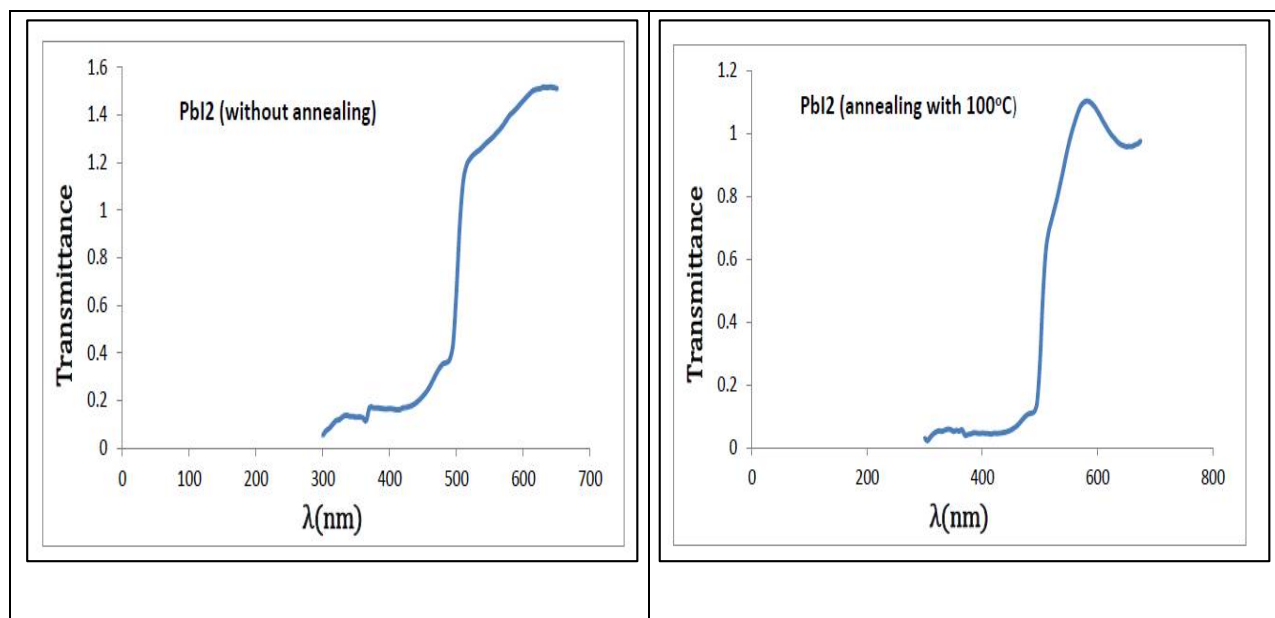 PbI2 (without annealing)
Transmittance
1.6
1.4
1.2
1
0.8
0.6
0.4
0.2
0
0 100 200 300 400 500 600 700
λ(nm)
PbI2 (annealing with 100°C)
Transmittance
1.2
1
0.8
0.6
0.4
0.2
0
0 200 400 600 800
λ(nm)